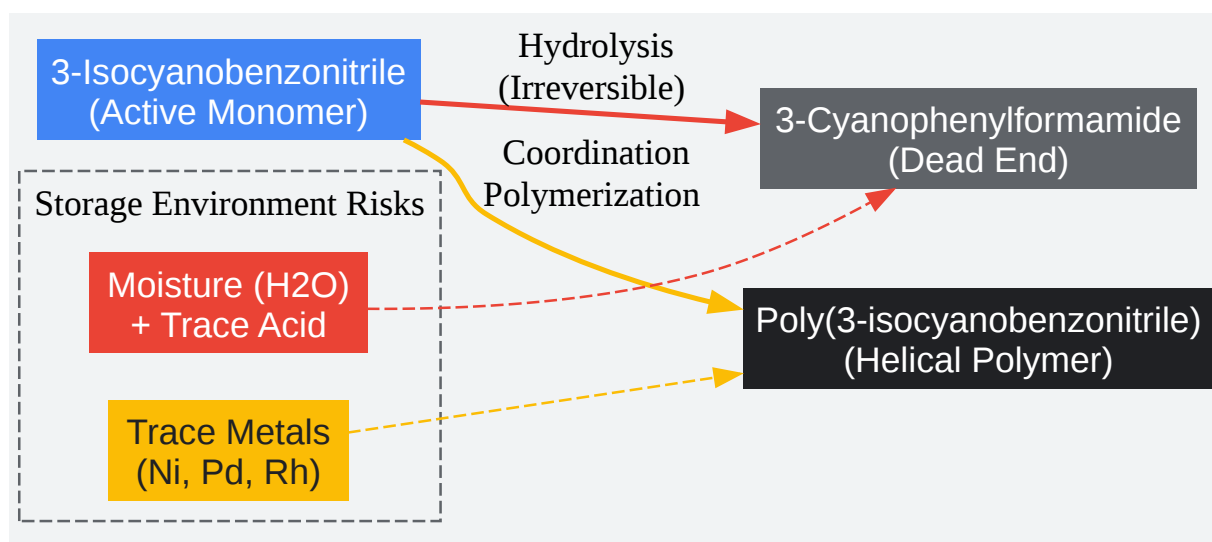 3-Isocyanobenzonitrile
(Active Monomer)
Hydrolysis
(Irreversible)
3-Cyanophenylformamide
(Dead End)
Coordination
Polymerization
Storage Environment Risks
Moisture (H2O)
+ Trace Acid
Poly(3-isocyanobenzonitrile)
(Helical Polymer)
Trace Metals
(Ni, Pd, Rh)